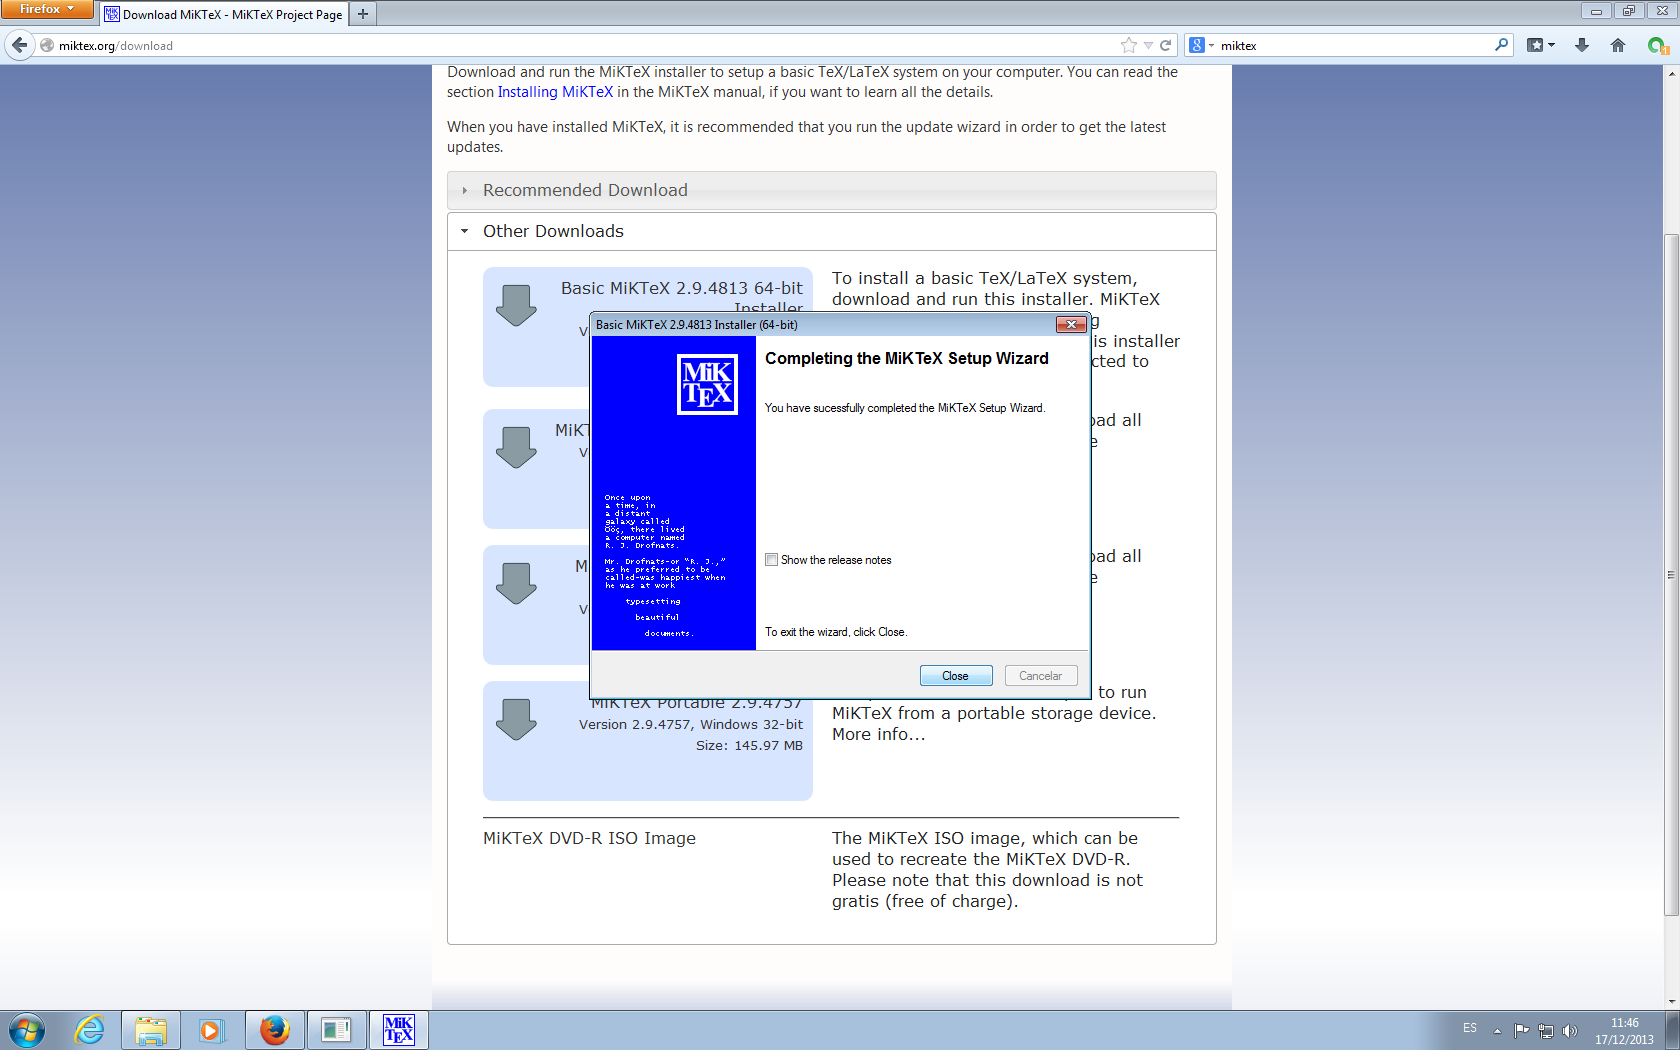 Firefox
Download MiKTeX - MiKTeX Project Page
miktex.org/download
miktex
Download and run the MiKTeX installer to setup a basic TeX/LaTeX system on your computer. You can read the
section Installing MiKTeX in the MiKTeX manual, if you want to learn all the details.
When you have installed MiKTeX, it is recommended that you run the update wizard in order to get the latest
updates.
Recommended Download
Other Downloads
Basic MiKTeX 2.9.4813 64-bit
Installer
To install a basic TeX/LaTeX system,
download and run this installer. MiKTeX
is installer
cted to
oad all
oad all
Basic MiKTeX 2.9.4813 Installer (64-bit)
MiK
TEX
Completing the MiKTeX Setup Wizard
You have sucessfully completed the MiKTeX Setup Wizard.
Once upon
a time, in
a distant
galaxy called
Ööç, there lived
a computer named
R. J. Drofnats.
Mr. Drofnats-or “R. J.,”
as he preferred to be
called-was happiest when
he was at work
typesetting
beautiful
documents.
Show the release notes
To exit the wizard, click Close.
Close
Cancelar
MiKTeX Portable 2.9.4757
Version 2.9.4757, Windows 32-bit
Size: 145.97 MB
to run
MiKTeX from a portable storage device.
More info...
MiKTeX DVD-R ISO Image
The MiKTeX ISO image, which can be
used to recreate the MiKTeX DVD-R.
Please note that this download is not
gratis (free of charge).
MiK
TEX
ES
11:46
17/12/2013